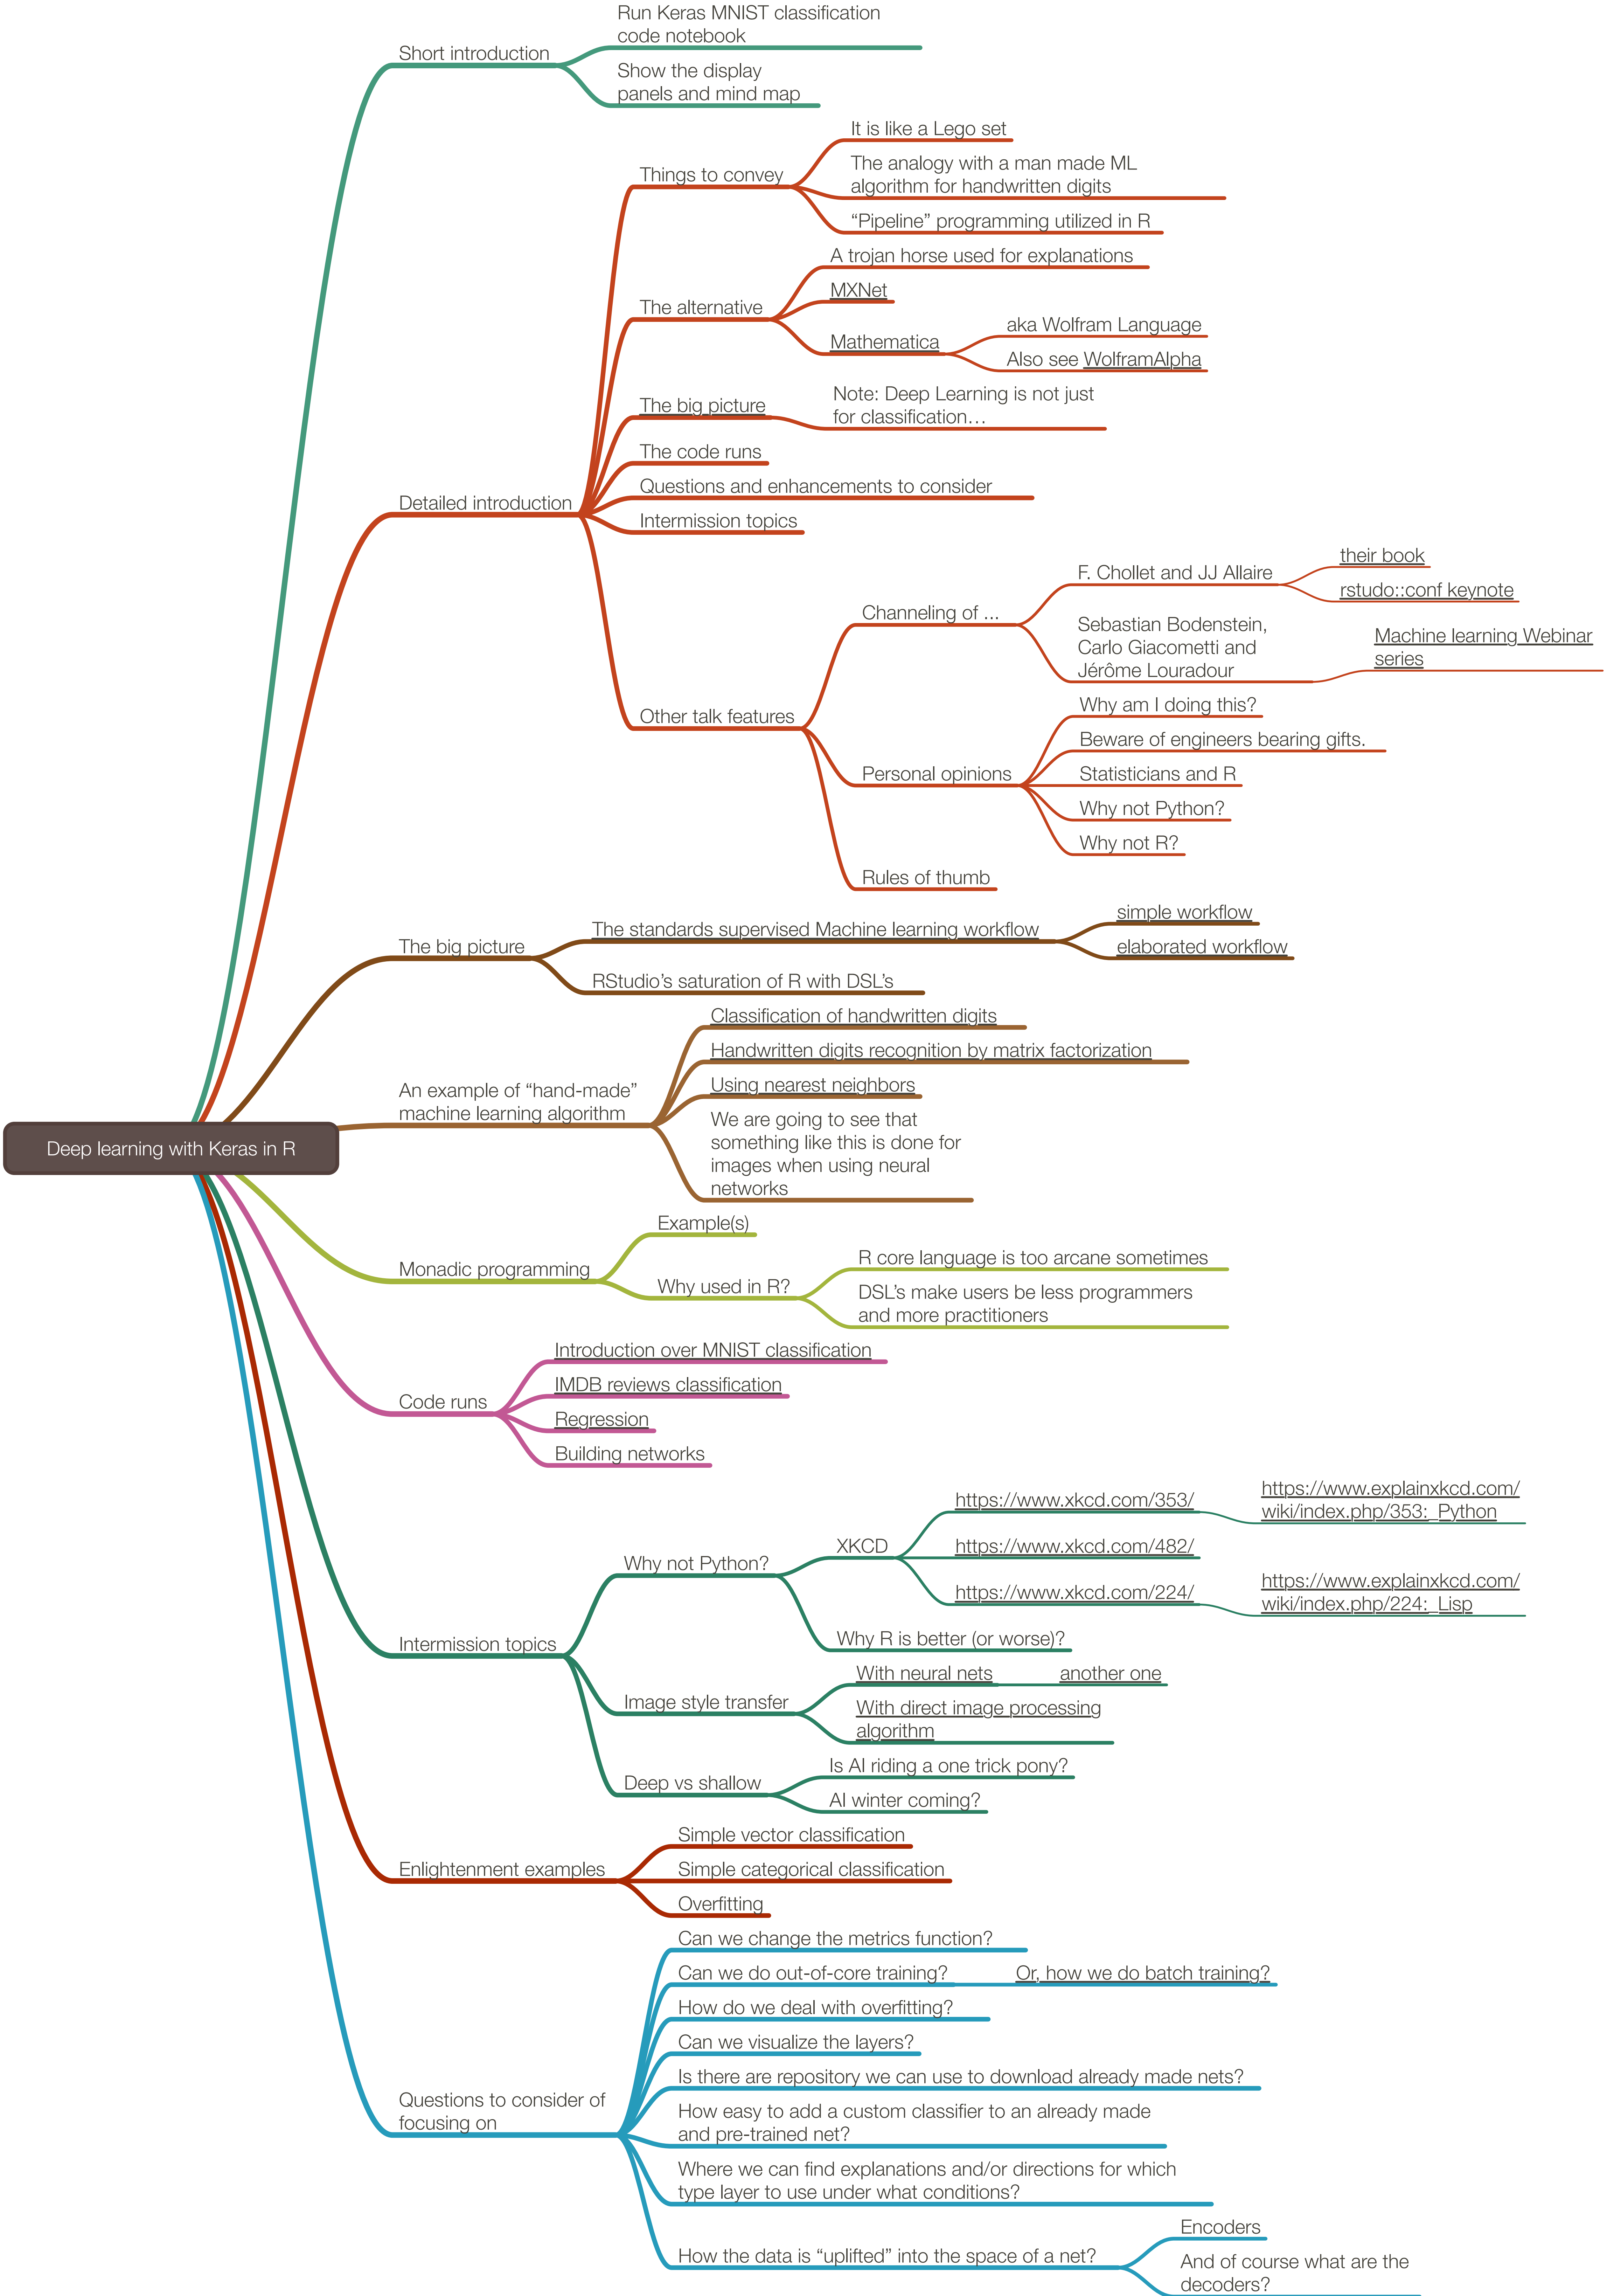 Run Keras MNIST classification
code notebook
Short introduction
Show the display
panels and mind map
It is like a Lego set
The analogy with a man made ML
algorithm for handwritten digits
Things to convey
“Pipeline” programming utilized in R
A trojan horse used for explanations
MXNet
The alternative
aka Wolfram Language
Mathematica
Also see WolframAlpha
Note: Deep Learning is not just
for classification…
The big picture
The code runs
Questions and enhancements to consider
Detailed introduction
Intermission topics
their book
F. Chollet and JJ Allaire
rstudo::conf keynote
Channeling of ...
Sebastian Bodenstein,
Carlo Giacometti and
Jérôme Louradour
Machine learning Webinar
series
Other talk features
Why am I doing this?
Beware of engineers bearing gifts.
Personal opinions
Statisticians and R
Why not Python?
Why not R?
Rules of thumb
simple workflow
The standards supervised Machine learning workflow
elaborated workflow
The big picture
RStudio’s saturation of R with DSL’s
Classification of handwritten digits
Handwritten digits recognition by matrix factorization
Using nearest neighbors
An example of “hand-made”
machine learning algorithm
We are going to see that
something like this is done for
images when using neural
networks
Deep learning with Keras in R
Example(s)
Monadic programming
R core language is too arcane sometimes
Why used in R?
DSL’s make users be less programmers
and more practitioners
Introduction over MNIST classification
IMDB reviews classification
Code runs
Regression
Building networks
https://www.xkcd.com/353/
https://www.explainxkcd.com/
wiki/index.php/353:_Python
XKCD
https://www.xkcd.com/482/
Why not Python?
https://www.xkcd.com/224/
https://www.explainxkcd.com/
wiki/index.php/224:_Lisp
Why R is better (or worse)?
Intermission topics
With neural nets
another one
Image style transfer
With direct image processing
algorithm
Is AI riding a one trick pony?
Deep vs shallow
AI winter coming?
Simple vector classification
Enlightenment examples
Simple categorical classification
Overfitting
Can we change the metrics function?
Can we do out-of-core training?
Or, how we do batch training?
How do we deal with overfitting?
Can we visualize the layers?
Is there are repository we can use to download already made nets?
Questions to consider of
focusing on
How easy to add a custom classifier to an already made
and pre-trained net?
Where we can find explanations and/or directions for which
type layer to use under what conditions?
Encoders
How the data is “uplifted” into the space of a net?
And of course what are the
decoders?